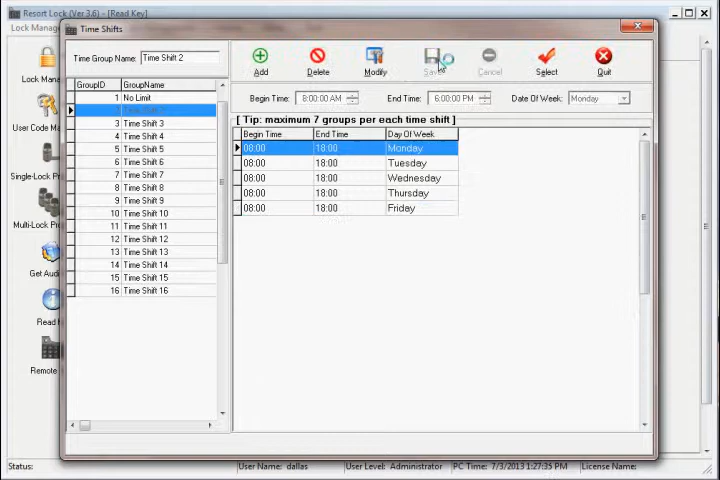 Resort Lock (Ver 3.6) - [Read Key]
Lock Manage
Time Shifts
Time Group Name: Time Shift 2
Add Delete Modify Save Cancel Select Quit
Begin Time: 8:00:00 AM End Time: 6:00:00 PM Date Of Week: Monday
[ Tip: maximum 7 groups per each time shift ]
GroupID GroupName
1 No Limit
3 Time Shift 3
4 Time Shift 4
5 Time Shift 5
6 Time Shift 6
7 Time Shift 7
8 Time Shift 8
9 Time Shift 9
10 Time Shift 10
11 Time Shift 11
12 Time Shift 12
13 Time Shift 13
14 Time Shift 14
15 Time Shift 15
16 Time Shift 16
Begin Time End Time Day Of Week
08:00 18:00 Monday
08:00 18:00 Tuesday
08:00 18:00 Wednesday
08:00 18:00 Thursday
08:00 18:00 Friday
Lock Mana
User Code Ma
Single-Lock Pr
Multi-Lock Pro
Get Audi
Read
Remote
Status: User Name: dallas User Level: Administrator PC Time: 7/3/2013 1:27:35 PM License Name: